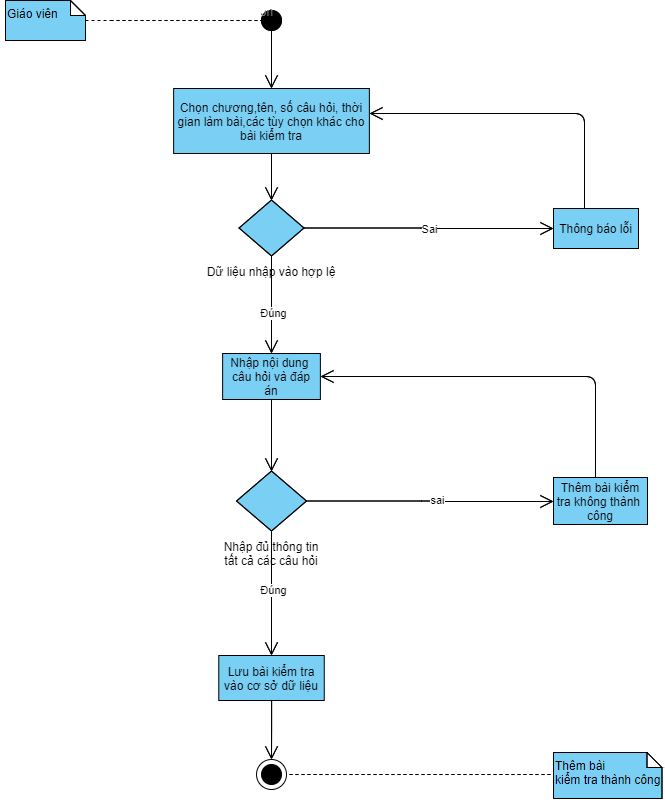 Giáo viên
Chọn chương,tên, số câu hỏi, thời
gian làm bài,các tùy chọn khác cho
bài kiểm tra
Sai
Thông báo lỗi
Dữ liệu nhập vào hợp lệ
Đúng
Nhập nội dung
câu hỏi và đáp
án
sai
Thêm bài kiểm
tra không thành
công
Nhập đủ thông tin
tất cả các câu hỏi
Đúng
Lưu bài kiểm tra
vào cơ sở dữ liệu
Thêm bài
kiểm tra thành công